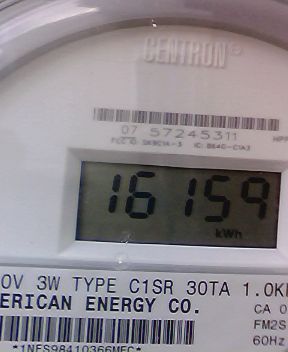 CENTRON®
07 57245311
16159
kWh
0V 3W TYPE C1SR 30TA 1.0K
ERICAN ENERGY CO.
CA 0
FM2S
60Hz
*1NES98410366MFC*